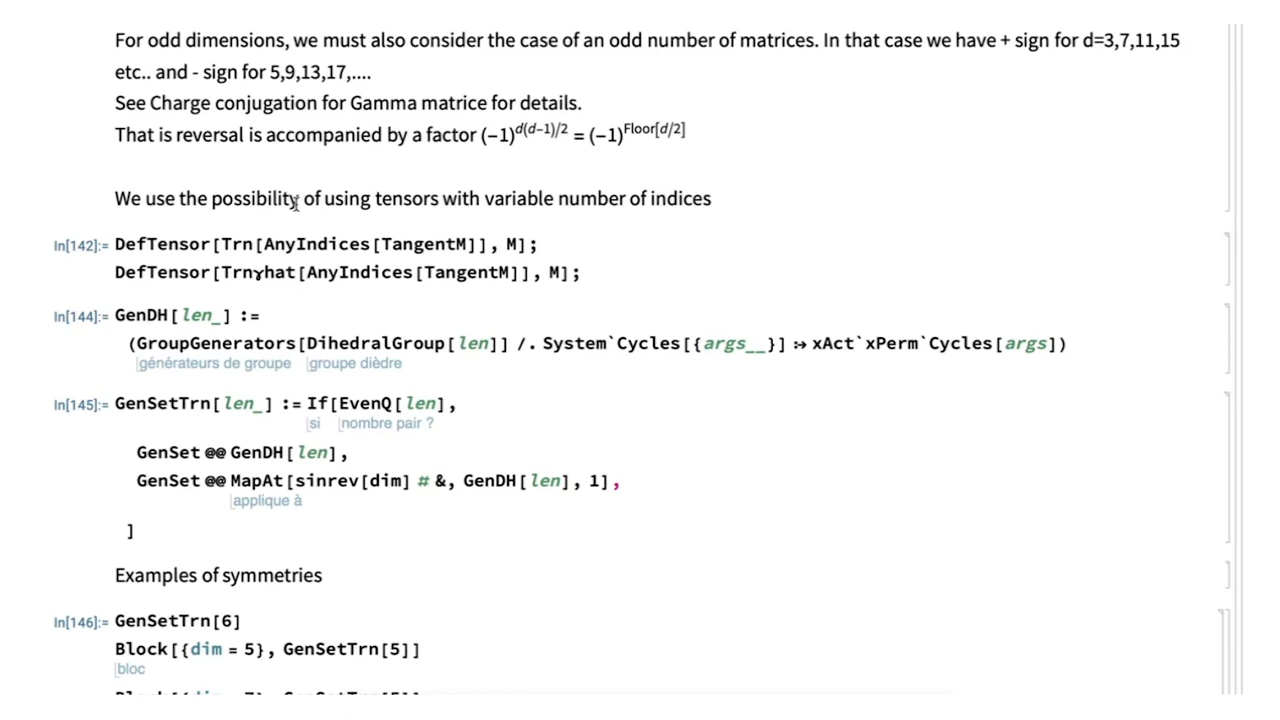 For odd dimensions, we must also consider the case of an odd number of matrices. In that case we have + sign for d=3,7,11,15
etc.. and - sign for 5,9,13,17,....
See Charge conjugation for Gamma matrice for details.
That is reversal is accompanied by a factor (−1)^{d(d−1)/2} = (−1)^{Floor[d/2]}
We use the possibility of using tensors with variable number of indices
In[142]:= DefTensor[Trn[AnyIndices[TangentM]], M];
DefTensor[Trnγhat[AnyIndices[TangentM]], M];
In[144]:= GenDH[len_] :=
(GroupGenerators[DihedralGroup[len]] /. System`Cycles[{args__}] :> xAct`xPerm`Cycles[args])
générateurs de groupe groupe dièdre
In[145]:= GenSetTrn[len_] := If[EvenQ[len],
si nombre pair ?
GenSet @@ GenDH[len],
GenSet @@ MapAt[sinrev[dim] # &, GenDH[len], 1],
applique à
]
Examples of symmetries
In[146]:= GenSetTrn[6]
Block[{dim = 5}, GenSetTrn[5]]
bloc